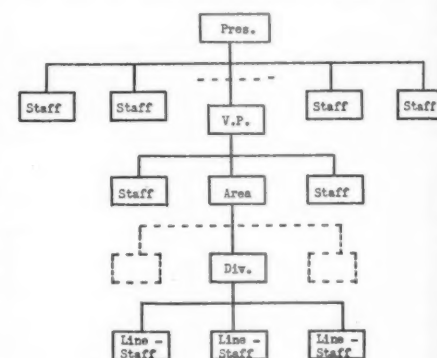 Pres.
Staff
Staff
Staff
Staff
V.P.
Staff
Area
Staff
Div.
Line -
Staff
Line -
Staff
Line -
Staff